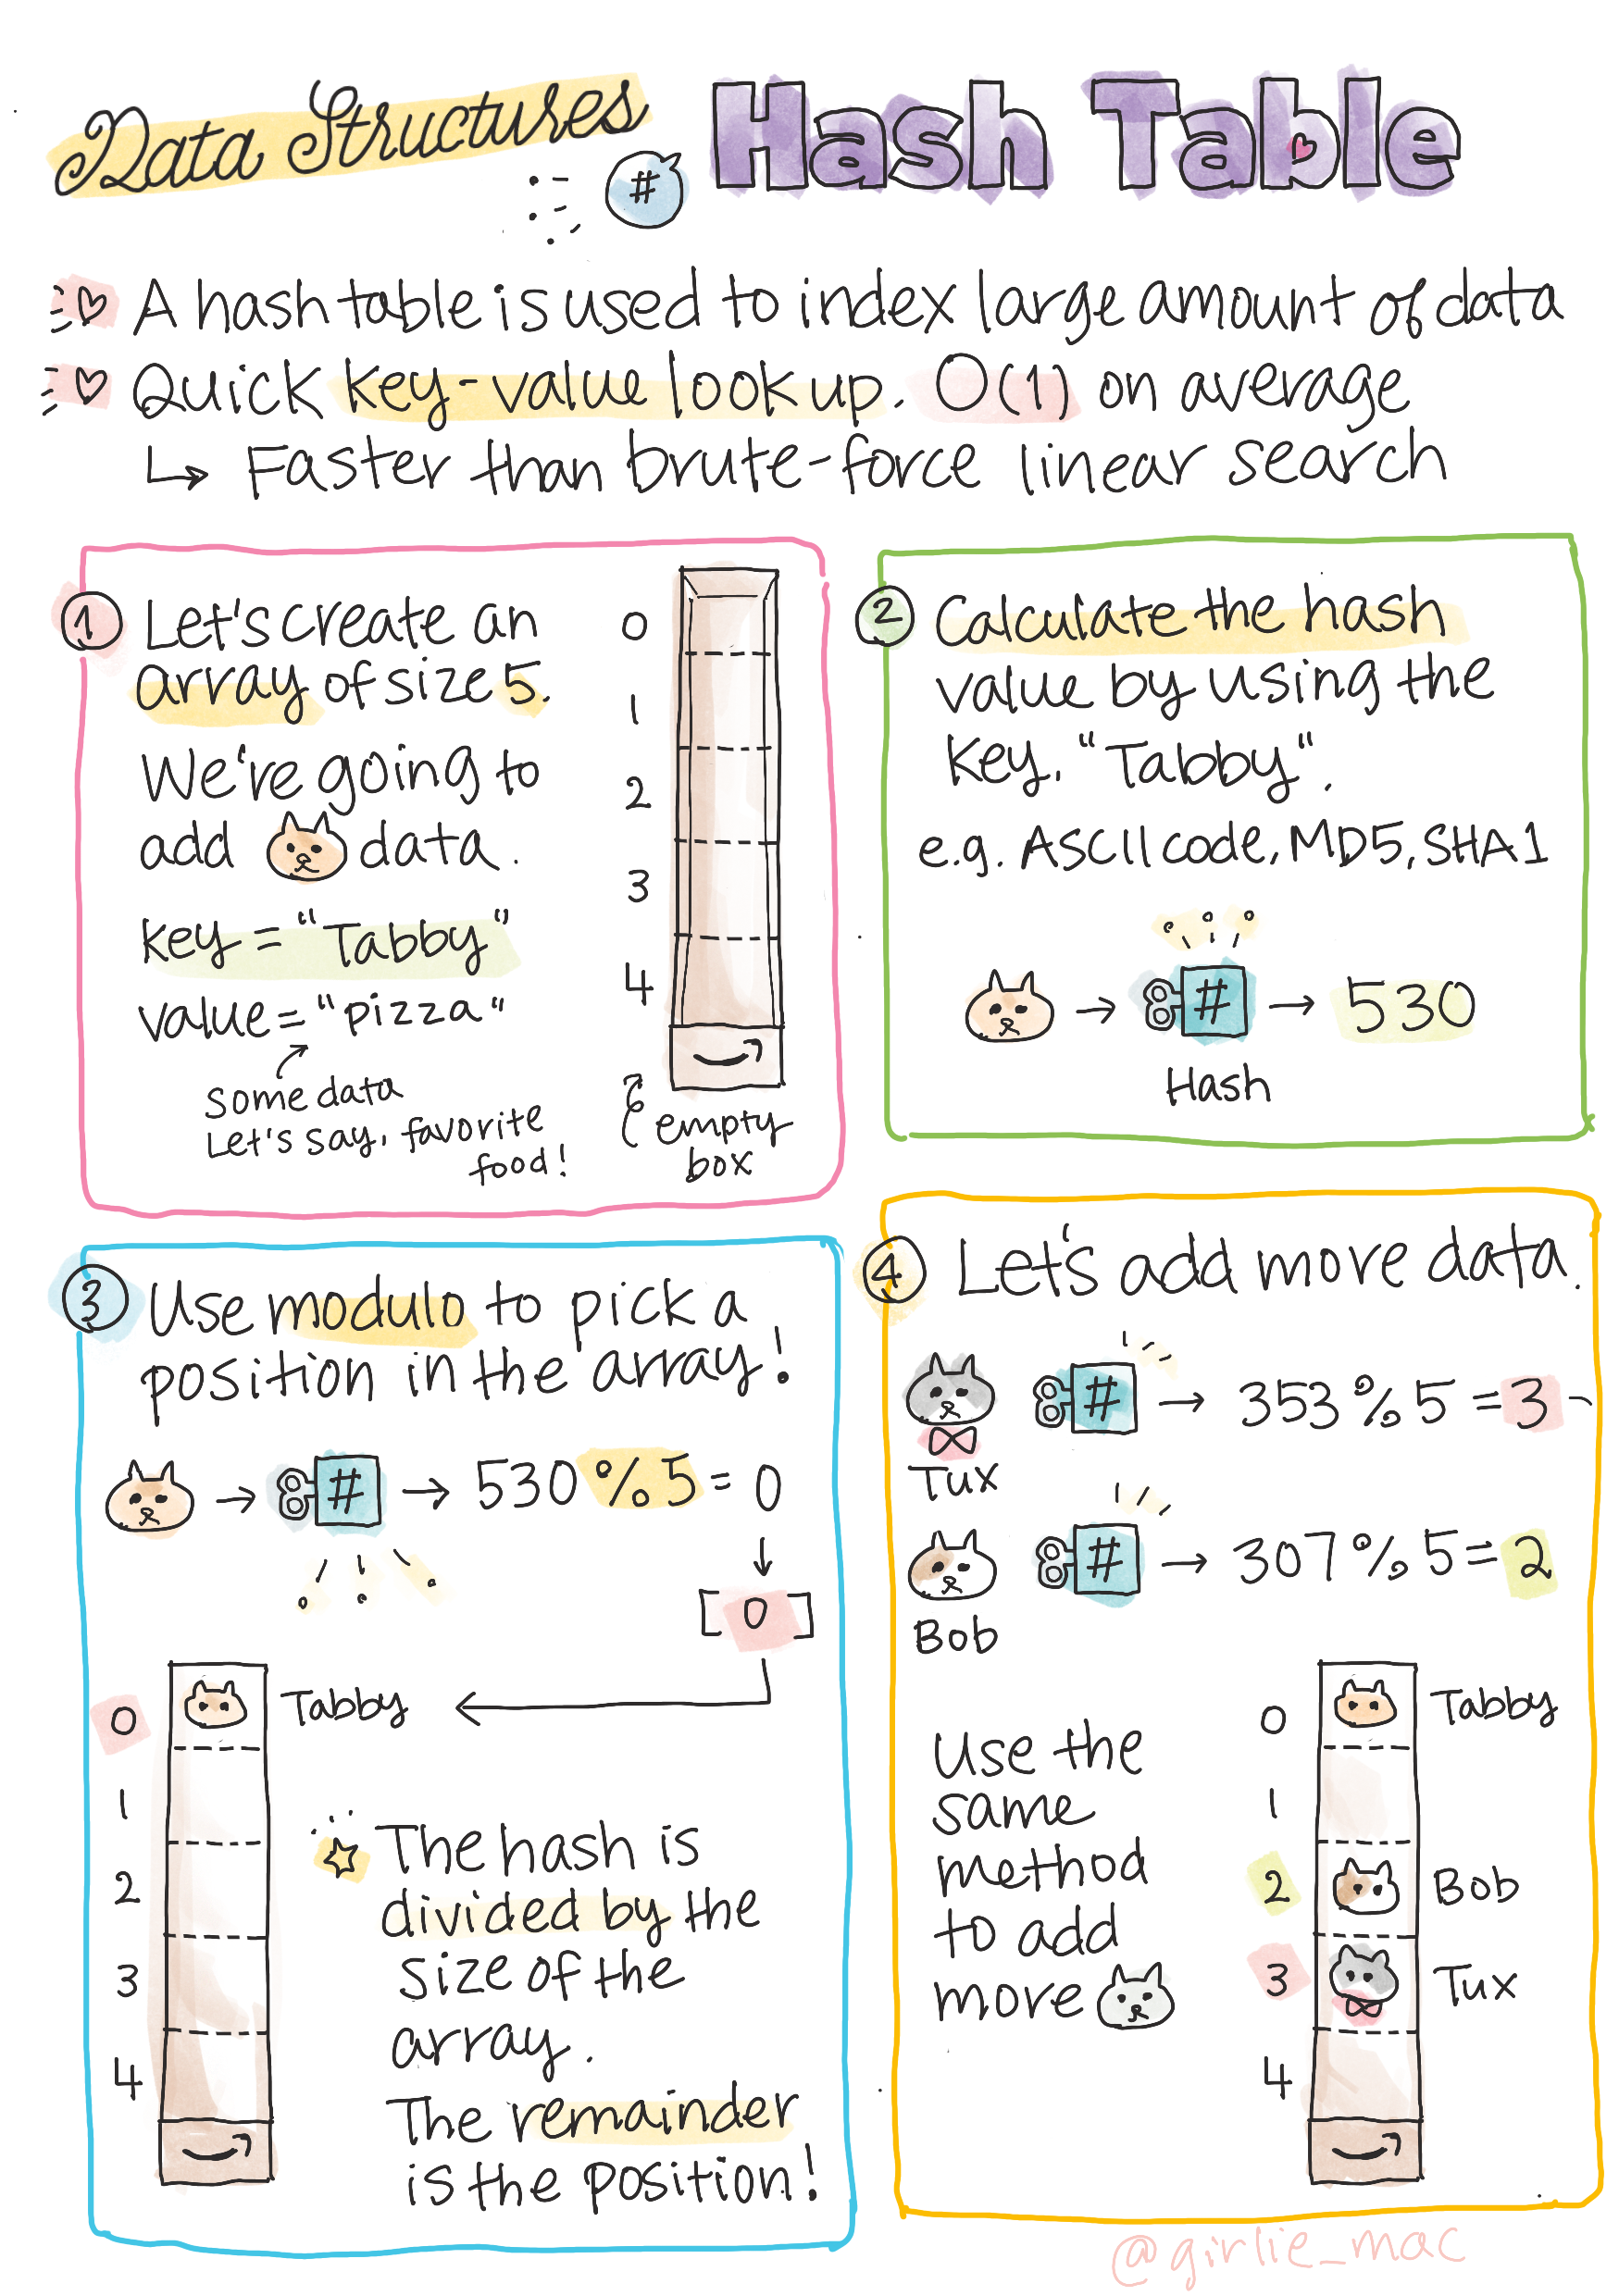 Data Structures
#
Hash Table
A hash table is used to index large amount of data
Quick key-value look up. O(1) on average
↳ Faster than brute-force linear search
1
Let's create an
array of size 5.
We're going to
add data.
key = "Tabby"
value = "pizza"
some data
Let's say, favorite
food!
0
1
2
3
4
empty
box
2
Calculate the hash
value by using the
key, "Tabby".
e.g. ASCII code, MD5, SHA1
→ # → 530
Hash
3
Use modulo to pick a
position in the array!
→ # → 530 % 5 = 0
[0]
0 Tabby
1
2
3
4
The hash is
divided by the
size of the
array.
The remainder
is the position!
4
Let's add more data.
# → 353 % 5 = 3
Tux
# → 307 % 5 = 2
Bob
Use the
same
method
to add
more
0 Tabby
1
2 Bob
3 Tux
4
@girlie_mac